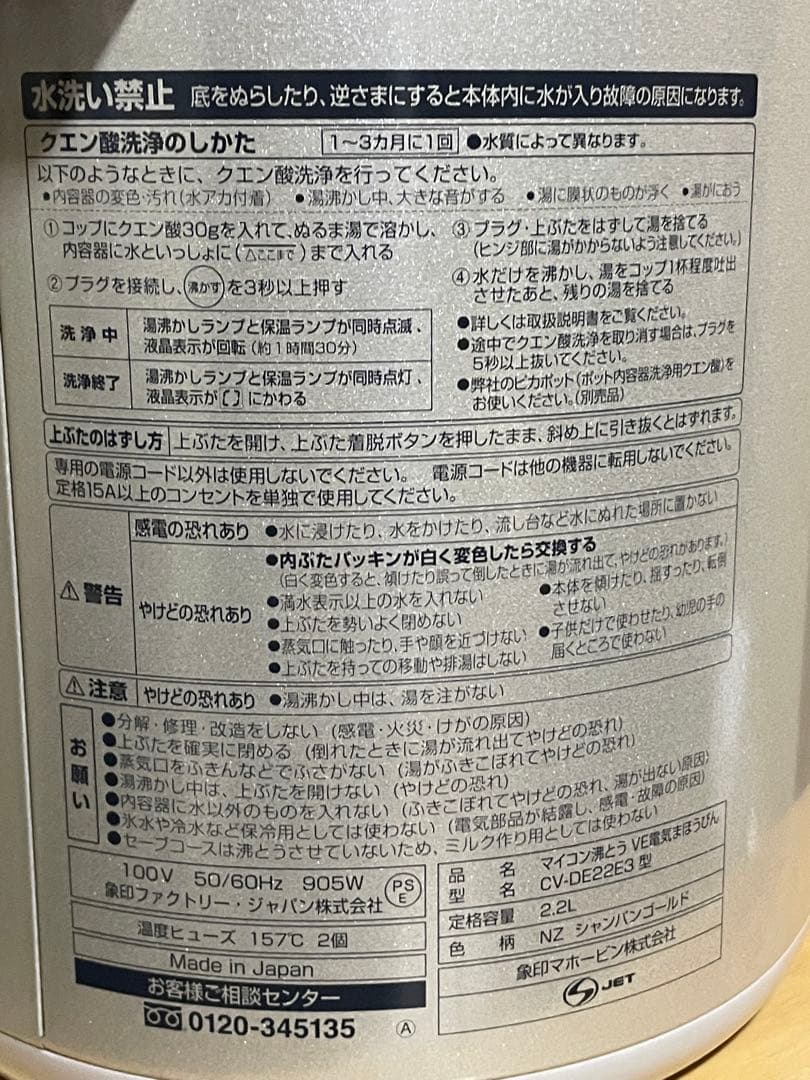 水洗い禁止 底をぬらしたり、逆さまにすると本体内に水が入り故障の原因になります。
クエン酸洗浄のしかた 1〜3カ月に1回 ●水質によって異なります。
以下のようなときに、クエン酸洗浄を行ってください。
●内容器の変色・汚れ(水アカ付着) ●湯沸かし中、大きな音がする ●湯に膜状のものが浮く ●湯がにおう
①コップにクエン酸30gを入れて、ぬるま湯で溶かし、
内容器に水といっしょに(△ここまで)まで入れる
②プラグを接続し、沸かすを3秒以上押す
洗浄中 湯沸かしランプと保温ランプが同時点滅、
液晶表示が回転(約1時間30分)
洗浄終了 湯沸かしランプと保温ランプが同時点灯、
液晶表示が[ ]にかわる
③プラグ・上ぶたをはずして湯を捨てる
(ヒンジ部に湯がかからないよう注意してください。)
④水だけを沸かし、湯をコップ1杯程度吐出
させたあと、残りの湯を捨てる
●詳しくは取扱説明書をご覧ください。
●途中でクエン酸洗浄を取り消す場合は、プラグを
5秒以上抜いてください。
●弊社のピカポット(ポット内容器洗浄用クエン酸)を
お使いください。(別売品)
上ぶたのはずし方 上ぶたを開け、上ぶた着脱ボタンを押したまま、斜め上に引き抜くとはずれます。
専用の電源コード以外は使用しないでください。 電源コードは他の機器に転用しないでください。
定格15A以上のコンセントを単独で使用してください。
⚠警告
感電の恐れあり ●水に浸けたり、水をかけたり、流し台など水にぬれた場所に置かない
やけどの恐れあり
●内ぶたパッキンが白く変色したら交換する
(白く変色すると、傾けたり誤って倒したときに湯が流れ出て、やけどの恐れがあります。)
●満水表示以上の水を入れない
●上ぶたを勢いよく閉めない
●蒸気口に触ったり、手や顔を近づけない
●上ぶたを持っての移動や排湯はしない
●本体を傾けたり、揺すったり、転倒
させない
●子供だけで使わせたり、幼児の手の
届くところで使わない
⚠注意 やけどの恐れあり ●湯沸かし中は、湯を注がない
お願い
●分解・修理・改造をしない(感電・火災・けがの原因)
●上ぶたを確実に閉める(倒れたときに湯が流れ出てやけどの恐れ)
●蒸気口をふきんなどでふさがない(湯がふきこぼれてやけどの恐れ)
●湯沸かし中は、上ぶたを開けない(やけどの恐れ)
●内容器に水以外のものを入れない(ふきこぼれてやけどの恐れ、湯が出ない原因)
●氷水や冷水など保冷用としては使わない(電気部品が結露し、感電・故障の原因)
●セーブコースは沸とうさせていないため、ミルク作り用としては使わない
100V 50/60Hz 905W
象印ファクトリー・ジャパン株式会社
PSE
温度ヒューズ 157℃ 2個
Made in Japan
お客様ご相談センター
0120-345135 Ⓐ
品名 マイコン沸とう VE電気まほうびん
型名 CV-DE22E3 型
定格容量 2.2L
色柄 NZ シャンパンゴールド
象印マホービン株式会社
JET